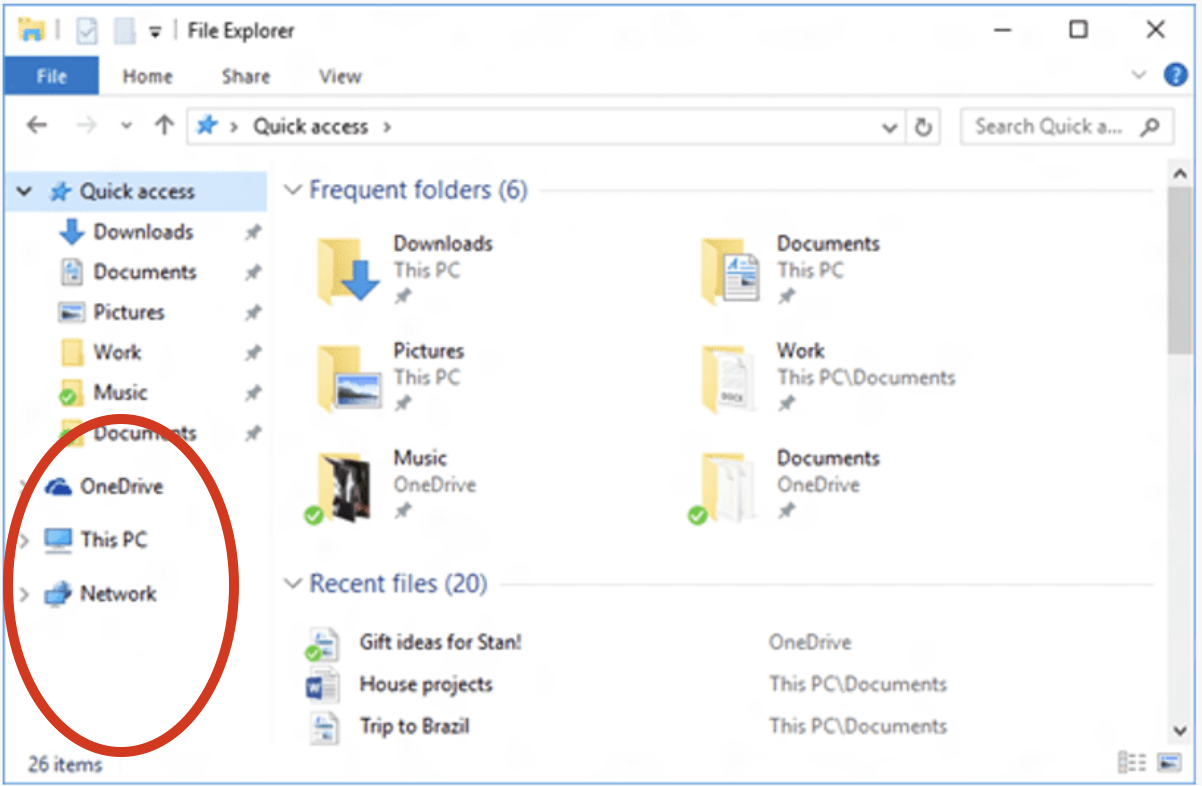 File Explorer
File Home Share View
Quick access Search Quick a...
Quick access
Downloads
Documents
Pictures
Work
Music
Documents
OneDrive
This PC
Network
Frequent folders (6)
Downloads
This PC
Documents
This PC
Pictures
This PC
Work
This PC\Documents
Music
OneDrive
Documents
OneDrive
Recent files (20)
Gift ideas for Stan! OneDrive
House projects This PC\Documents
Trip to Brazil This PC\Documents
26 items